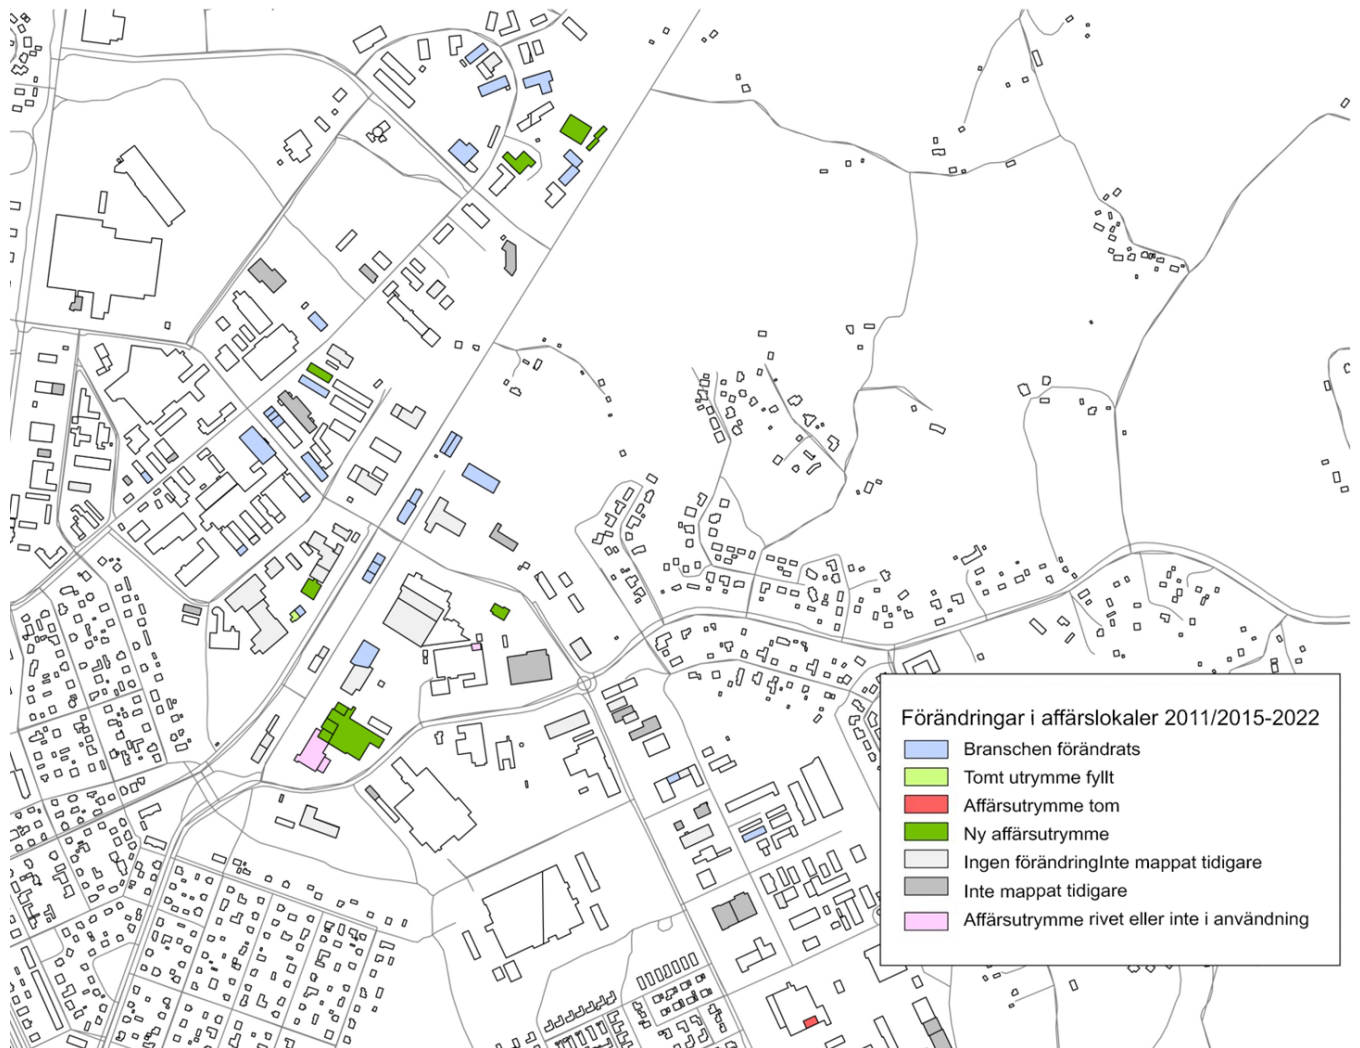 Förändringar i affärslokaler 2011/2015-2022
Branschen förändrats
Tomt utrymme fyllt
Affärsutrymme tom
Ny affärsutrymme
Ingen förändringInte mappat tidigare
Inte mappat tidigare
Affärsutrymme rivet eller inte i användning